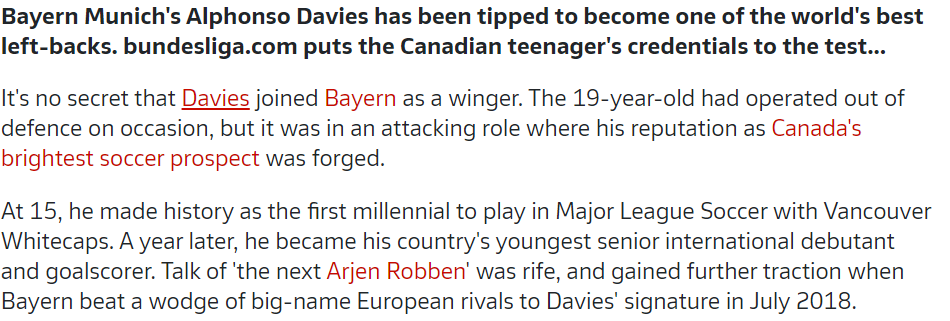 Bayern Munich's Alphonso Davies has been tipped to become one of the world's best
left-backs. bundesliga.com puts the Canadian teenager's credentials to the test...
It's no secret that Davies joined Bayern as a winger. The 19-year-old had operated out of
defence on occasion, but it was in an attacking role where his reputation as Canada's
brightest soccer prospect was forged.
At 15, he made history as the first millennial to play in Major League Soccer with Vancouver
Whitecaps. A year later, he became his country's youngest senior international debutant
and goalscorer. Talk of 'the next Arjen Robben' was rife, and gained further traction when
Bayern beat a wodge of big-name European rivals to Davies' signature in July 2018.